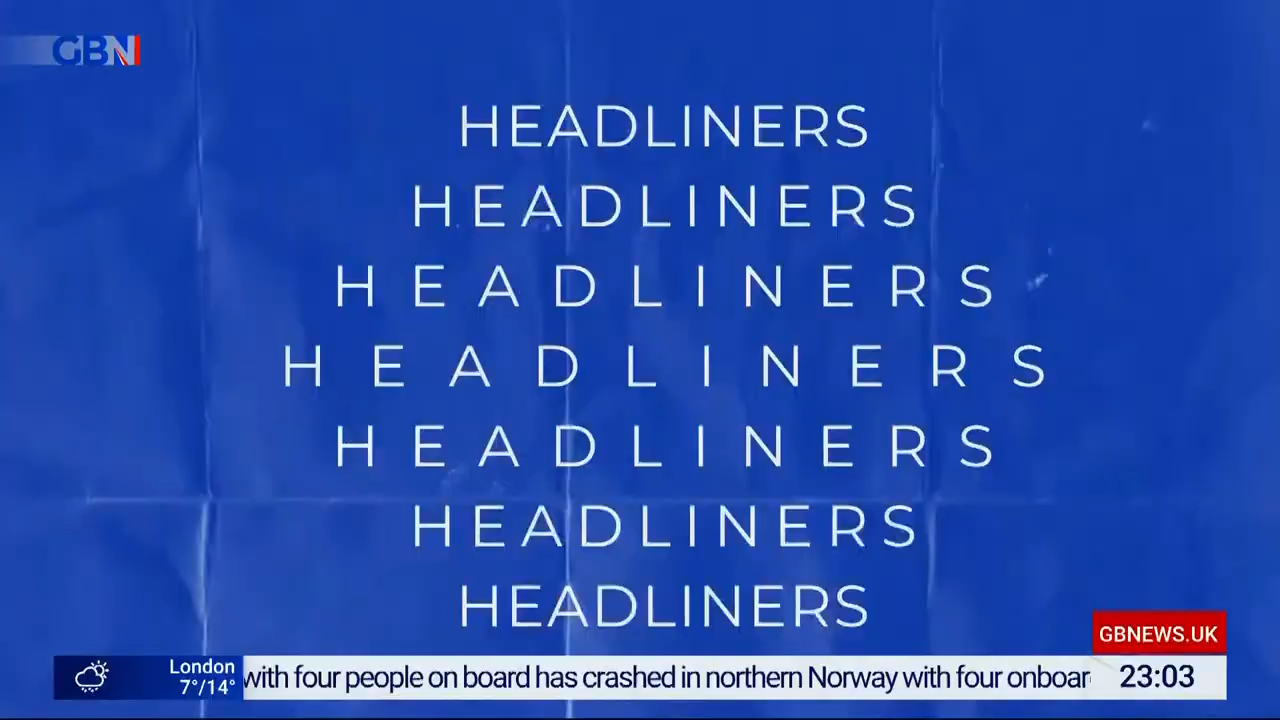 GBN
HEADLINERS
HEADLINERS
HEADLINERS
HEADLINERS
HEADLINERS
HEADLINERS
HEADLINERS
GBNEWS.UK
London
7°/14°
with four people on board has crashed in northern Norway with four onboar
23:03